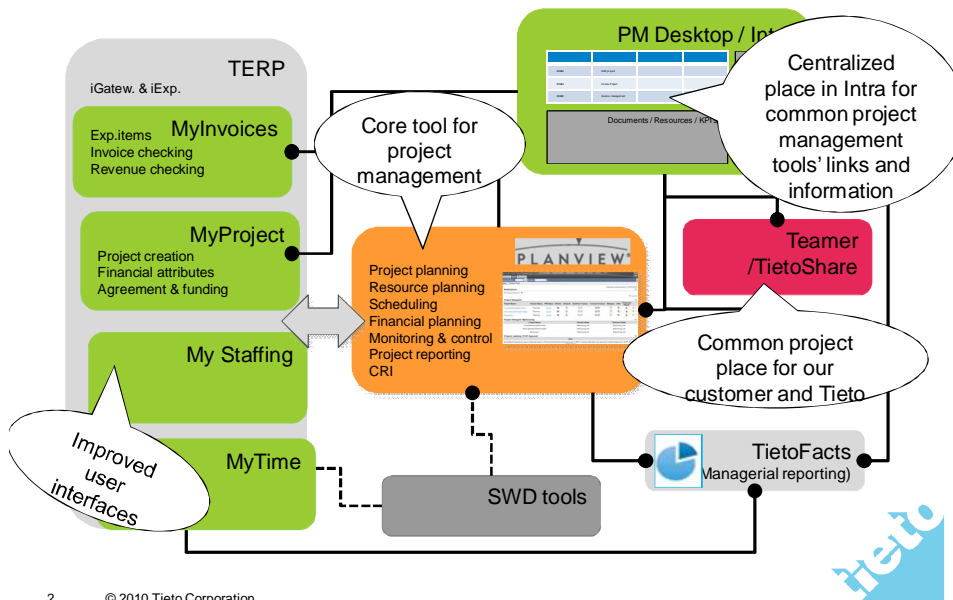 PM Desktop / Int
TERP
iGatew. & iExp.
MyInvoices
Exp.items
Invoice checking
Revenue checking
Core tool for
project
management
Documents / Resources / KPI's
Centralized
place in Intra for
common project
management
tools' links and
information
MyProject
Project creation
Financial attributes
Agreement & funding
PLANVIEW
Project planning
Resource planning
Scheduling
Financial planning
Monitoring & control
Project reporting
CRI
Teamer
/TietoShare
My Staffing
Common project
place for our
customer and Tieto
Improved
user
interfaces
MyTime
SWD tools
TietoFacts
Managerial reporting)
tieto
2 © 2010 Tieto Corporation